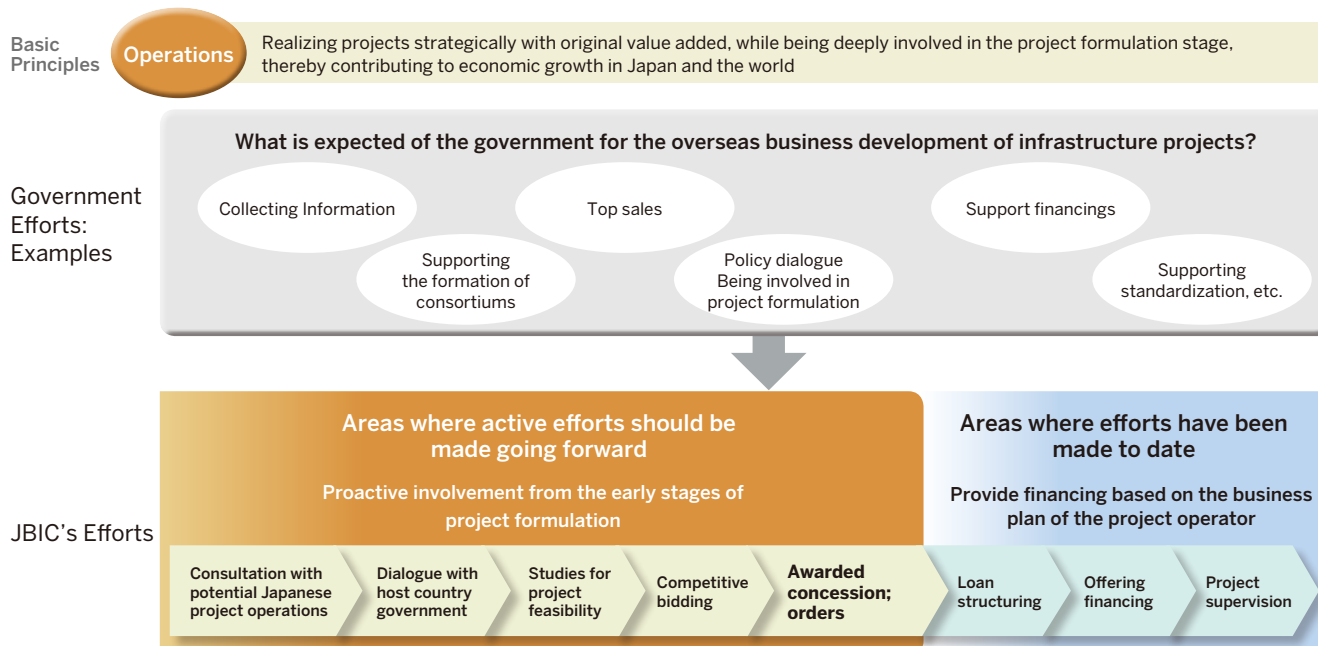 Basic
Principles
Operations
Realizing projects strategically with original value added, while being deeply involved in the project formulation stage,
thereby contributing to economic growth in Japan and the world
What is expected of the government for the overseas business development of infrastructure projects?
Government
Efforts:
Examples
Collecting Information
Top sales
Support financings
Supporting
the formation of
consortiums
Policy dialogue
Being involved in
project formulation
Supporting
standardization, etc.
JBIC's Efforts
Areas where active efforts should be
made going forward
Proactive involvement from the early stages of
project formulation
Areas where efforts have been
made to date
Provide financing based on the business
plan of the project operator
Consultation with
potential Japanese
project operations
Dialogue with
host country
government
Studies for
project
feasibility
Competitive
bidding
Awarded
concession;
orders
Loan
structuring
Offering
financing
Project
supervision